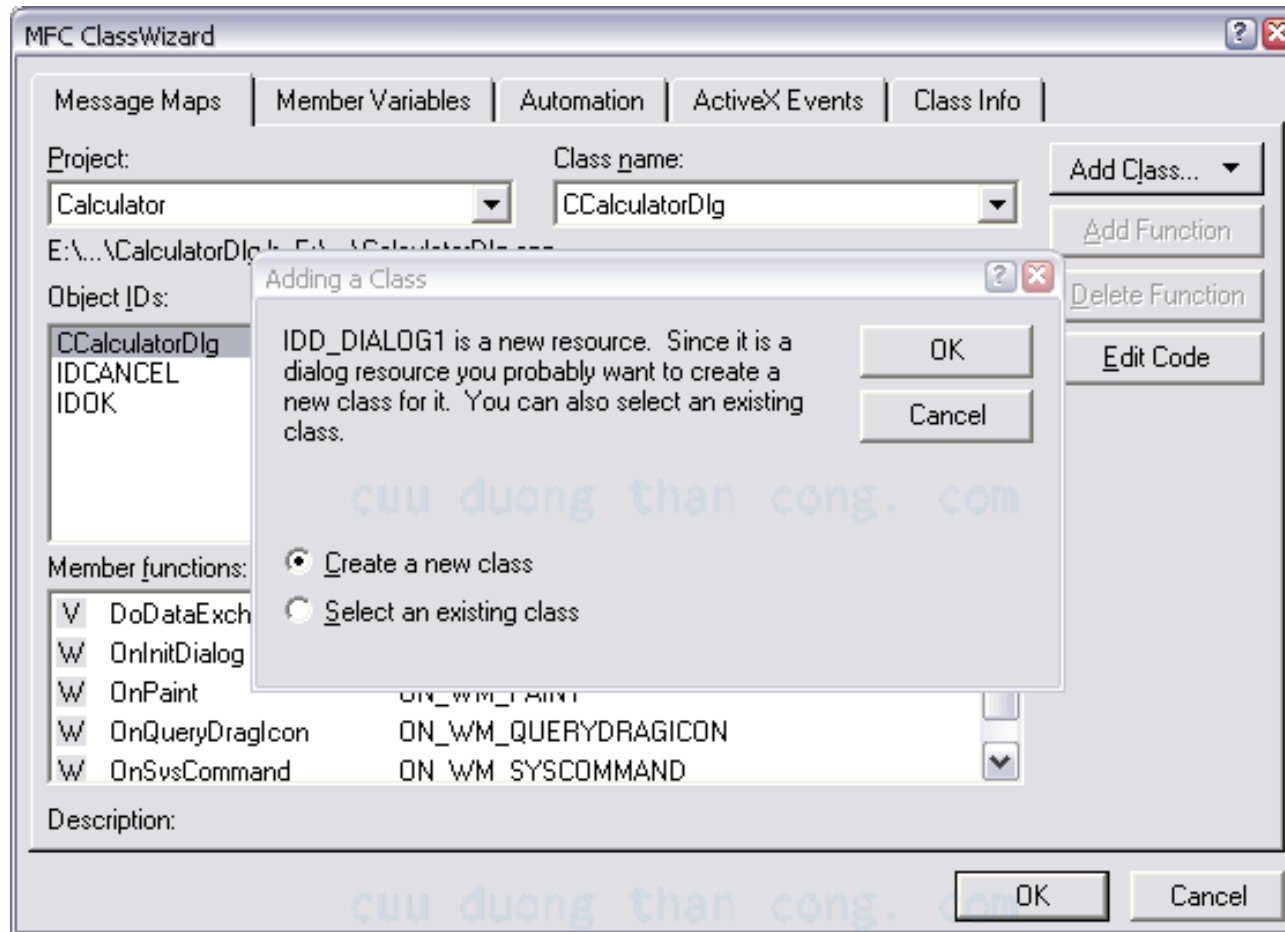 MFC ClassWizard
Message Maps
Member Variables
Automation
ActiveX Events
Class Info
Project:
Class name:
Add Class...
Calculator
CCalculatorDlg
Add Function
E:\...\CalculatorDlg.h
Adding a Class
Object IDs:
Delete Function
CCalculatorDlg
IDCANCEL
IDOK
Edit Code
IDD_DIALOG1 is a new resource. Since it is a
dialog resource you probably want to create a
new class for it. You can also select an existing
class.
OK
Cancel
cuu duong than cong. com
Create a new class
Select an existing class
Member functions:
V DoDataExch
W OnInitDialog
W OnPaint ON_WM_PAINT
W OnQueryDragIcon ON_WM_QUERYDRAGICON
W OnSysCommand ON_WM_SYSCOMMAND
Description:
OK
Cancel
cuu duong than cong. com